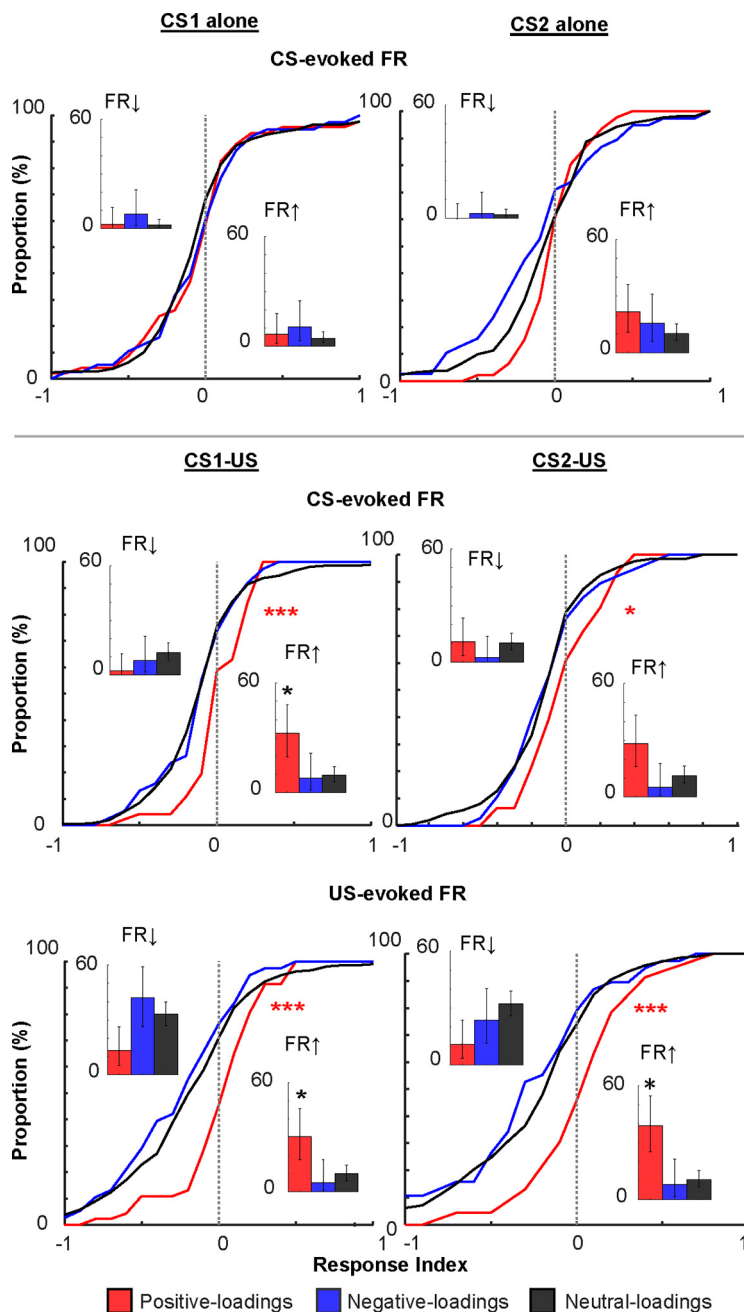 CS1 alone CS2 alone
CS-evoked FR
100
60
FR↓
0
60
FR↑
0
Proportion (%)
0
-1 0 1
100
60
FR↓
0
60
FR↑
0
0
-1 0 1
CS1-US CS2-US
CS-evoked FR
100
60
FR↓
0
***
60
FR↑
*
0
Proportion (%)
0
-1 0 1
100
60
FR↓
0
*
60
FR↑
0
0
-1 0 1
US-evoked FR
100
60
FR↓
0
***
60
FR↑
*
0
0
-1 0 1
100
60
FR↓
0
***
60
FR↑
*
0
0
-1 0 1
Response Index
Positive-loadings Negative-loadings Neutral-loadings